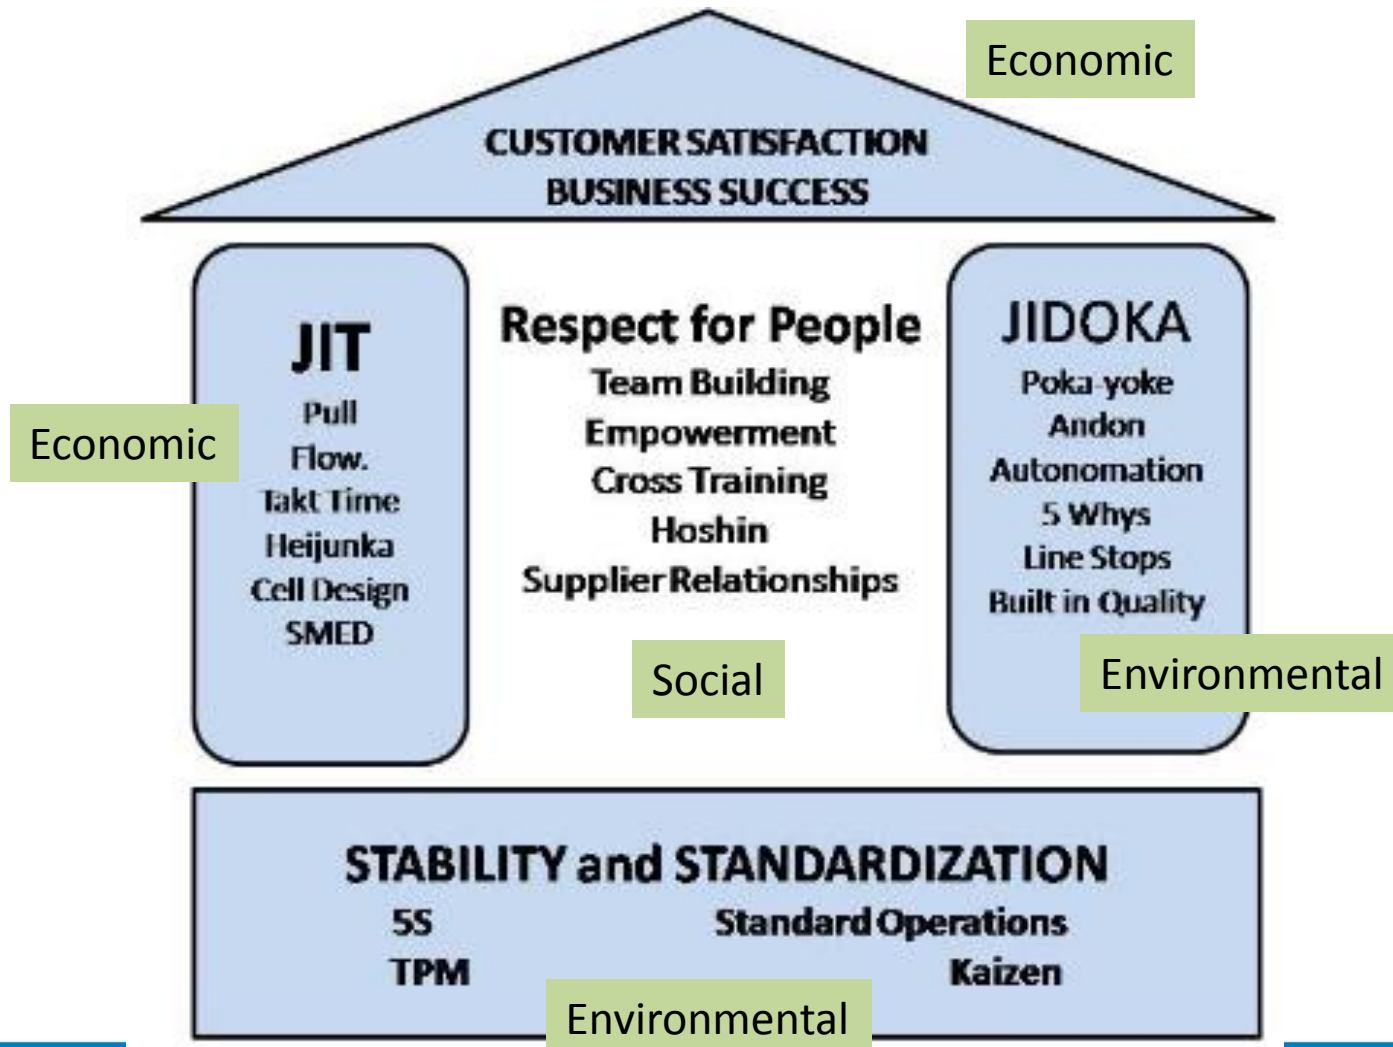 Economic
CUSTOMER SATISFACTION
BUSINESS SUCCESS
JIT
Pull
Flow.
Takt Time
Heijunka
Cell Design
SMED
Economic
Respect for People
Team Building
Empowerment
Cross Training
Hoshin
Supplier Relationships
Social
JIDOKA
Poka-yoke
Andon
Autonomation
5 Whys
Line Stops
Built in Quality
Environmental
STABILITY and STANDARDIZATION
5S Standard Operations
TPM Kaizen
Environmental